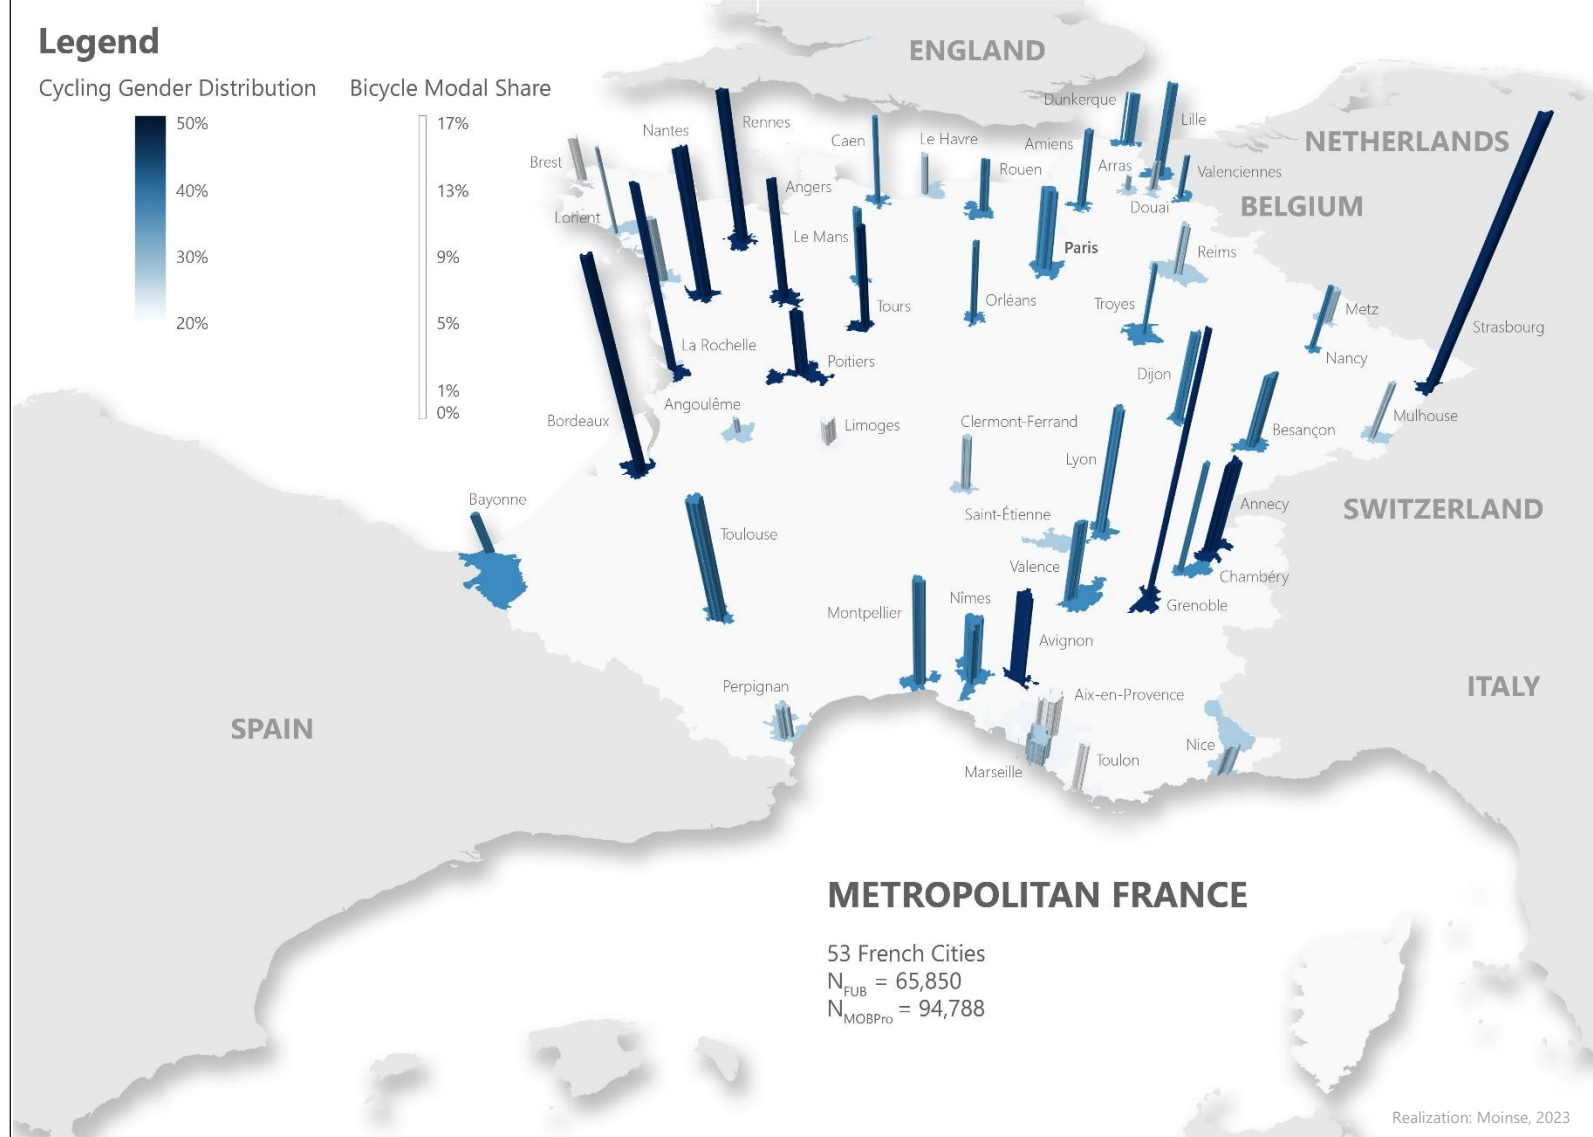 Legend
Cycling Gender Distribution
50%
40%
30%
20%
Bicycle Modal Share
17%
13%
9%
5%
1%
0%
ENGLAND
NETHERLANDS
BELGIUM
SWITZERLAND
ITALY
SPAIN
Dunkerque
Lille
Nantes
Rennes
Caen
Le Havre
Amiens
Arras
Valenciennes
Brest
Rouen
Douai
Angers
Lorient
Le Mans
Paris
Reims
Tours
Orléans
Troyes
Metz
Strasbourg
La Rochelle
Poitiers
Dijon
Nancy
Angoulême
Bordeaux
Limoges
Clermont-Ferrand
Besançon
Mulhouse
Lyon
Bayonne
Toulouse
Saint-Étienne
Annecy
Valence
Chambéry
Montpellier
Nîmes
Grenoble
Avignon
Perpignan
Aix-en-Provence
Nice
Marseille
Toulon
METROPOLITAN FRANCE
53 French Cities
N_FUB = 65,850
N_MOBPro = 94,788
Realization: Moinse, 2023